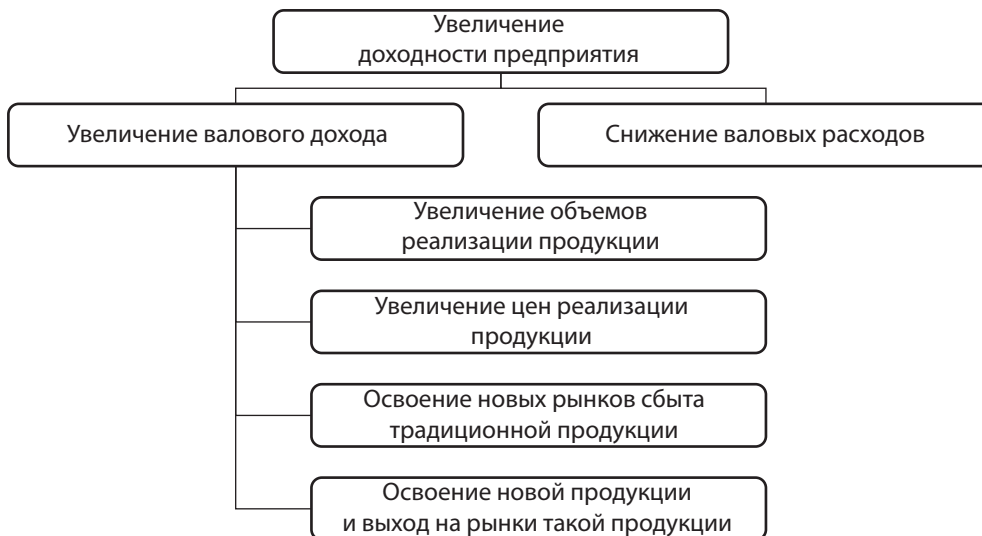 Увеличение
доходности предприятия
Увеличение валового дохода
Снижение валовых расходов
Увеличение объемов
реализации продукции
Увеличение цен реализации
продукции
Освоение новых рынков сбыта
традиционной продукции
Освоение новой продукции
и выход на рынки такой продукции